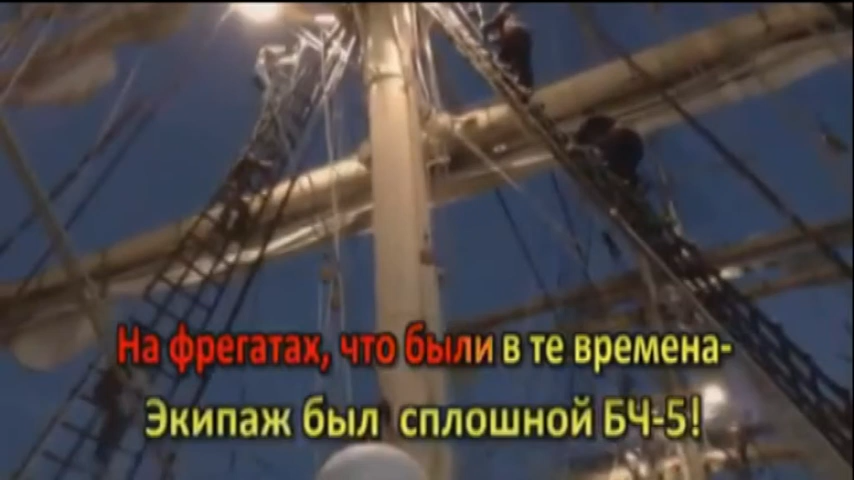 На фрегатах, что были в те времена-
Экипаж был сплошной БЧ-5!